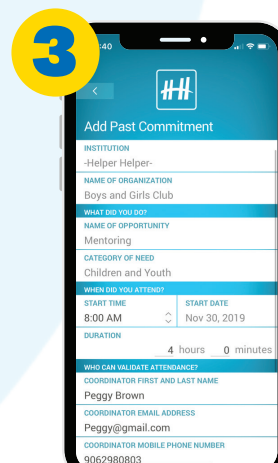 3
:40
HH
Add Past Commitment
INSTITUTION
-Helper Helper-
NAME OF ORGANIZATION
Boys and Girls Club
WHAT DID YOU DO?
NAME OF OPPORTUNITY
Mentoring
CATEGORY OF NEED
Children and Youth
WHEN DID YOU ATTEND?
START TIME START DATE
8:00 AM Nov 30, 2019
DURATION
4 hours 0 minutes
WHO CAN VALIDATE ATTENDANCE?
COORDINATOR FIRST AND LAST NAME
Peggy Brown
COORDINATOR EMAIL ADDRESS
Peggy@gmail.com
COORDINATOR MOBILE PHONE NUMBER
9062980803